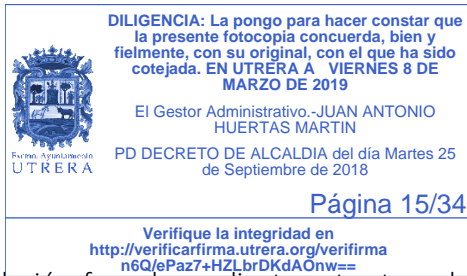 DILIGENCIA: La pongo para hacer constar que
la presente fotocopia concuerda, bien y
fielmente, con su original, con el que ha sido
cotejada. EN UTRERA A VIERNES 8 DE
MARZO DE 2019
El Gestor Administrativo.-JUAN ANTONIO
HUERTAS MARTIN
PD DECRETO DE ALCALDIA del día Martes 25
de Septiembre de 2018
Excmo. Ayuntamiento
UTRERA
Página 15/34
Verifique la integridad en
http://verificarfirma.utrera.org/verifirma
n6Q/ePaz7+HZLbrDKdAOnw==